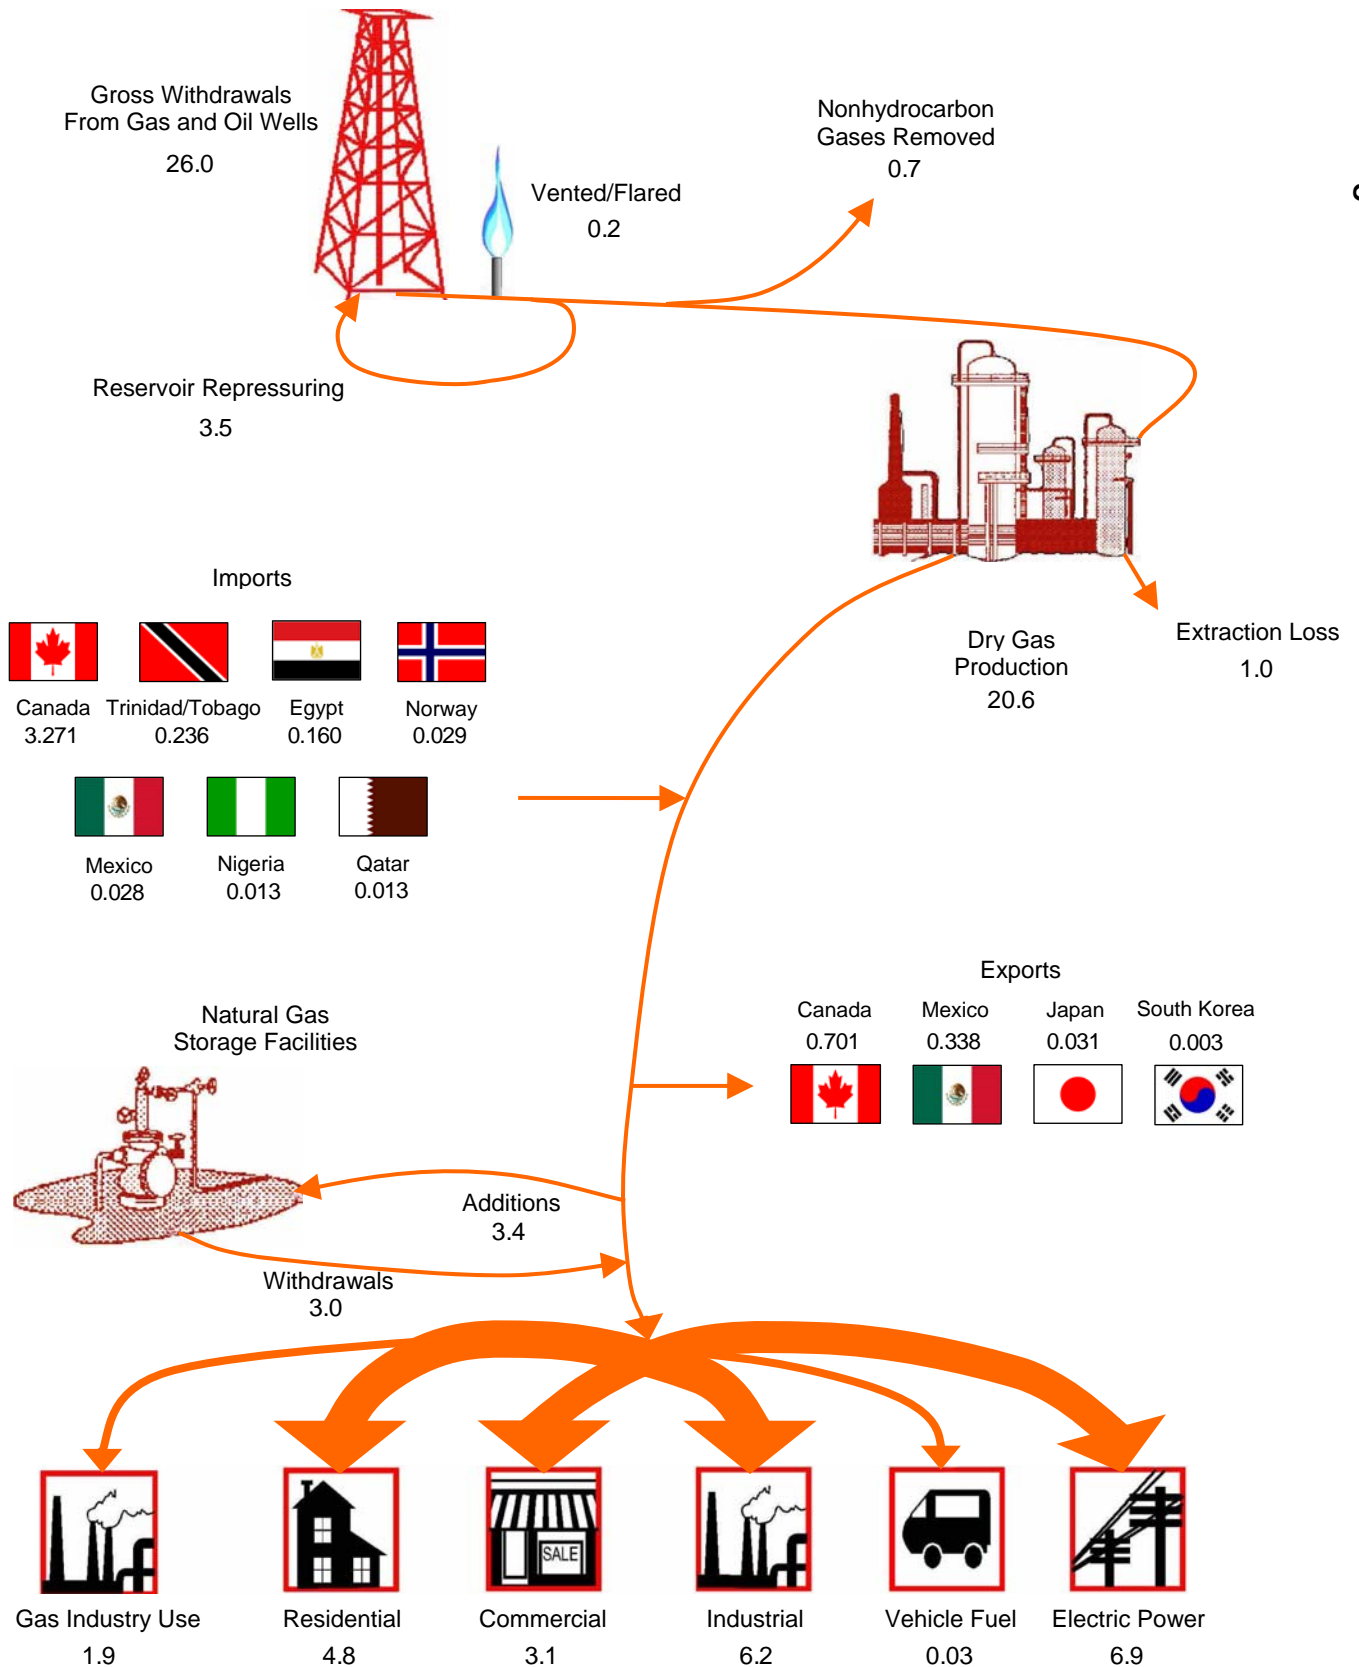 Gross Withdrawals
From Gas and Oil Wells
26.0
Vented/Flared
0.2
Nonhydrocarbon
Gases Removed
0.7
Reservoir Repressuring
3.5
Imports
Canada Trinidad/Tobago Egypt Norway
3.271 0.236 0.160 0.029
Mexico Nigeria Qatar
0.028 0.013 0.013
Dry Gas
Production
20.6
Extraction Loss
1.0
Exports
Canada Mexico Japan South Korea
0.701 0.338 0.031 0.003
Natural Gas
Storage Facilities
Additions
3.4
Withdrawals
3.0
SALE
Gas Industry Use Residential Commercial Industrial Vehicle Fuel Electric Power
1.9 4.8 3.1 6.2 0.03 6.9